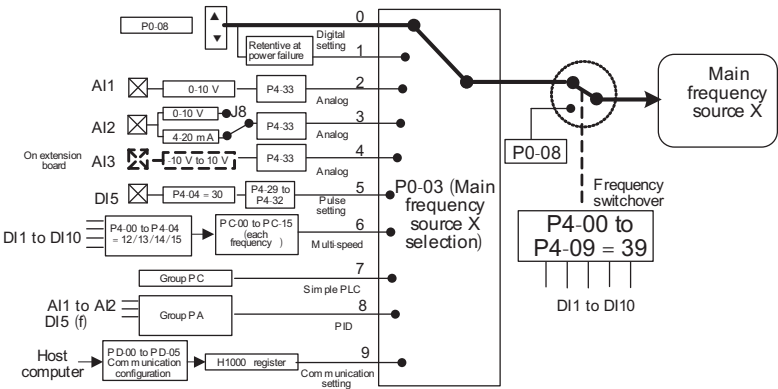 P0-08
0
Digital
setting
Retentive at
power failure
1
AI1
0-10 V
P4-33
2
Analog
AI2
0-10 V
J8
4-20 mA
P4-33
3
Analog
On extension
board
AI3
-10 V to 10 V
P4-33
4
Analog
DI5
P4-04 = 30
P4-29 to
P4-32
5
Pulse
setting
DI1 to DI10
P4-00 to P4-04
= 12/13/14/15
PC-00 to PC-15
(each
frequency )
6
Multi-speed
Group PC
7
Simple PLC
AI1 to AI2
DI5 (f)
Group PA
8
PID
Host
computer
PD-00 to PD-05
Communication
configuration
H1000 register
9
Communication
setting
P0-03 (Main
frequency
source X
selection)
P0-08
Frequency
switchover
P4-00 to
P4-09 = 39
DI1 to DI10
Main
frequency
source X